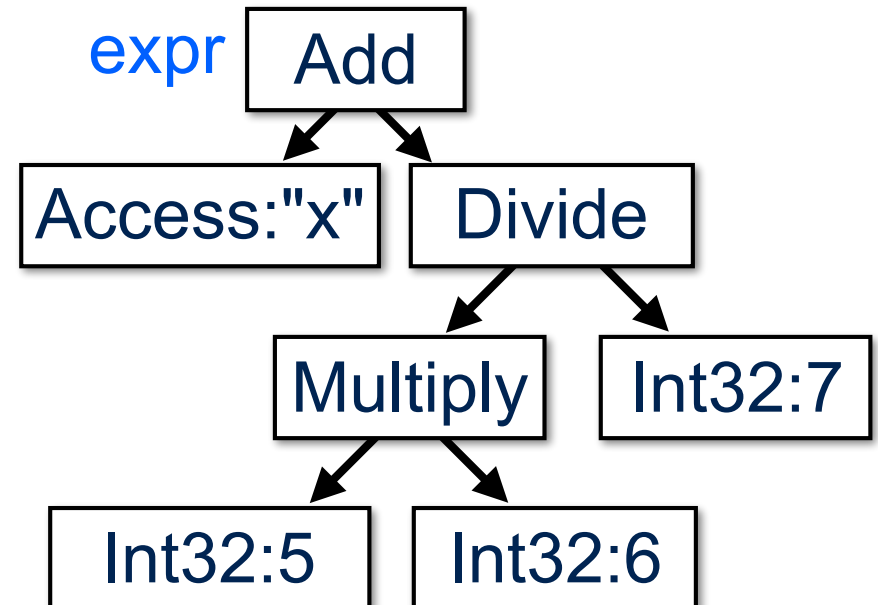 expr Add
Access:"x" Divide
Multiply Int32:7
Int32:5 Int32:6